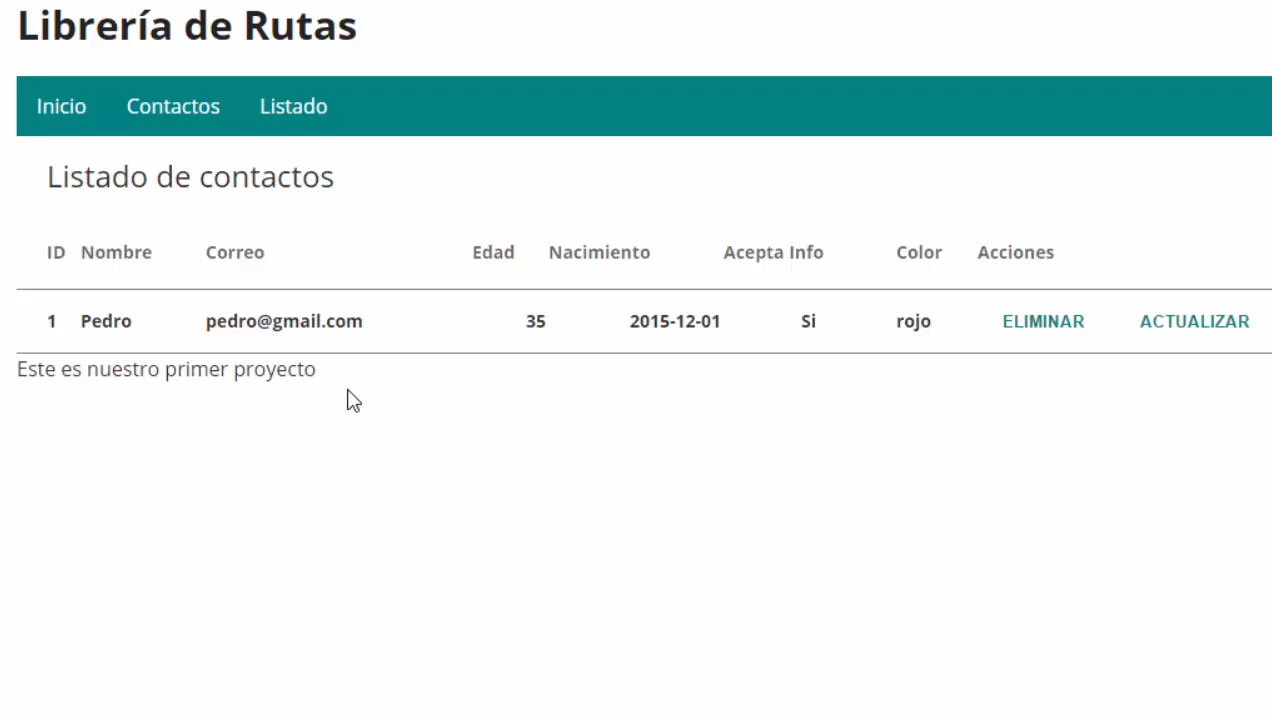 Librería de Rutas
Inicio Contactos Listado
Listado de contactos
ID Nombre Correo Edad Nacimiento Acepta Info Color Acciones
1 Pedro pedro@gmail.com 35 2015-12-01 Si rojo ELIMINAR ACTUALIZAR
Este es nuestro primer proyecto